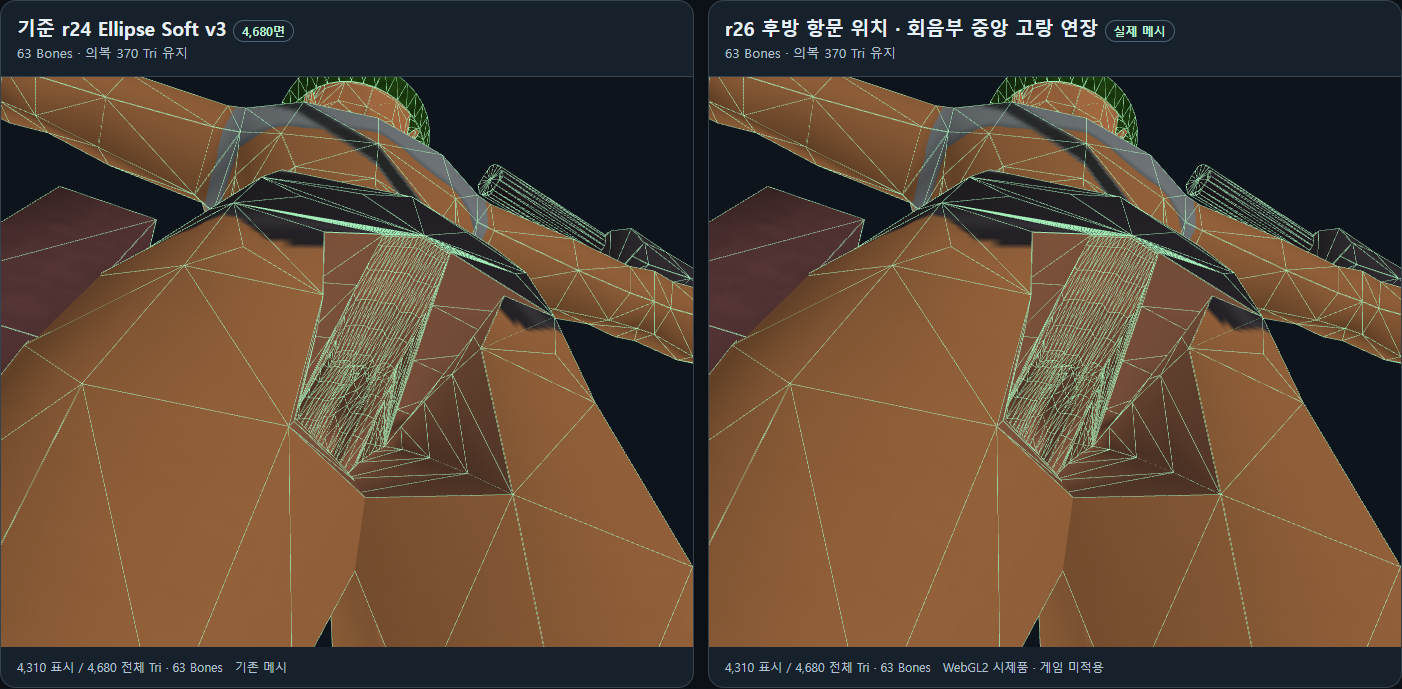 기준 r24 Ellipse Soft v3 4,680면
63 Bones · 의복 370 Tri 유지
4,310 표시 / 4,680 전체 Tri · 63 Bones 기존 메시
r26 후방 항문 위치 · 회음부 중앙 고랑 연장 실제 메시
63 Bones · 의복 370 Tri 유지
4,310 표시 / 4,680 전체 Tri · 63 Bones WebGL2 시제품 · 게임 미적용